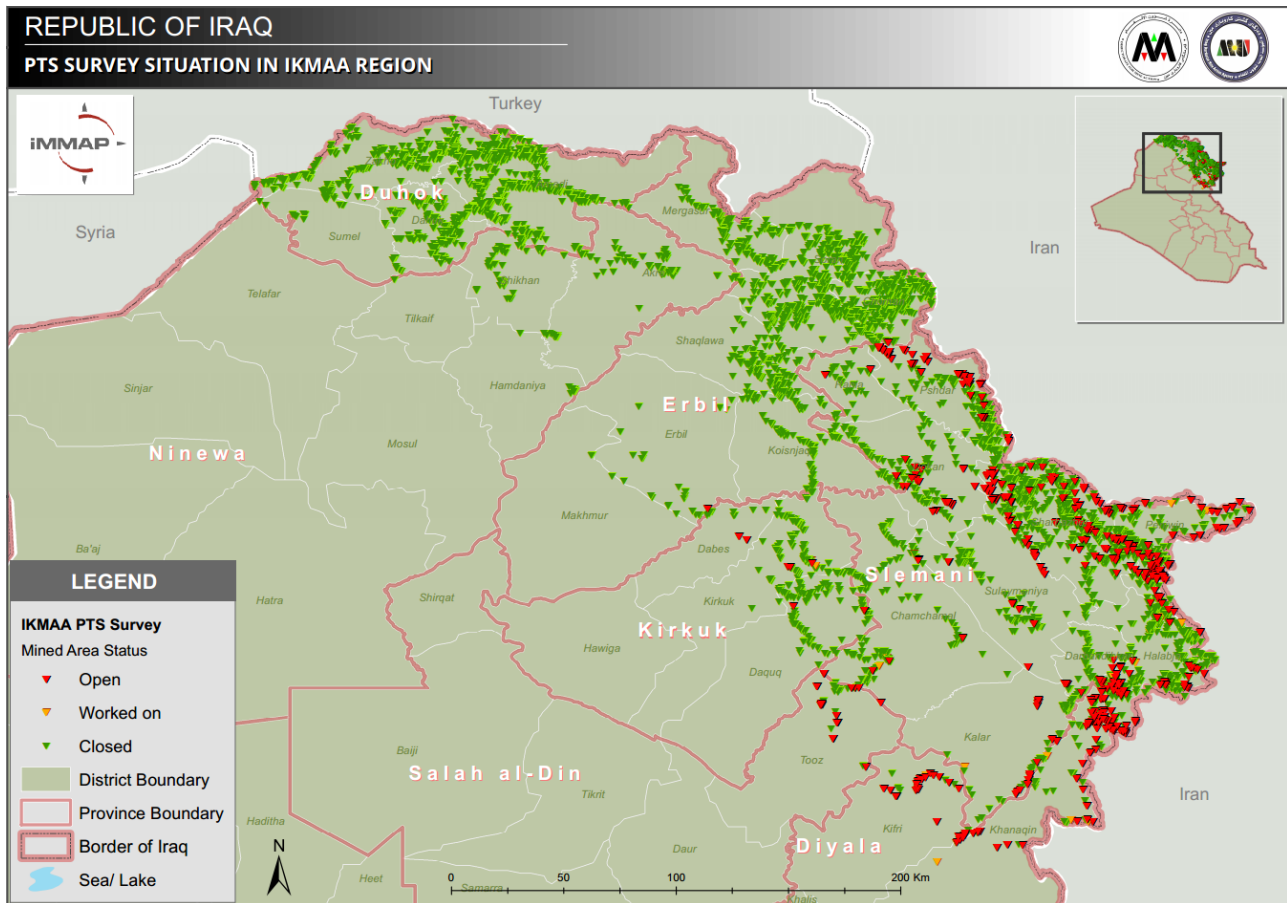 REPUBLIC OF IRAQ
PTS SURVEY SITUATION IN IKMAA REGION
iMMAP
Turkey
Syria
Iran
Duhok
Sumel
Mergasur
Akre
Shikhan
Telafar
Tilkaif
Shaqlawa
Sinjar
Hamdaniya
Pshdar
Erbil
Erbil
Mosul
Ninewa
Koisnjaq
Makhmur
Dabes
Ba'aj
Slemani
Hatra
Shirqat
Kirkuk
Kirkuk
Sulaymaniya
Chamchamal
Hawiga
Daquq
Halabja
Kalar
Baiji
Salah al-Din
Tooz
Tikrit
Iran
Haditha
Kifri
Khanaqin
Diyala
Daur
Heet
Samarra
Khalis
LEGEND
IKMAA PTS Survey
Mined Area Status
Open
Worked on
Closed
District Boundary
Province Boundary
Border of Iraq
Sea/ Lake
N
0 50 100 200 Km